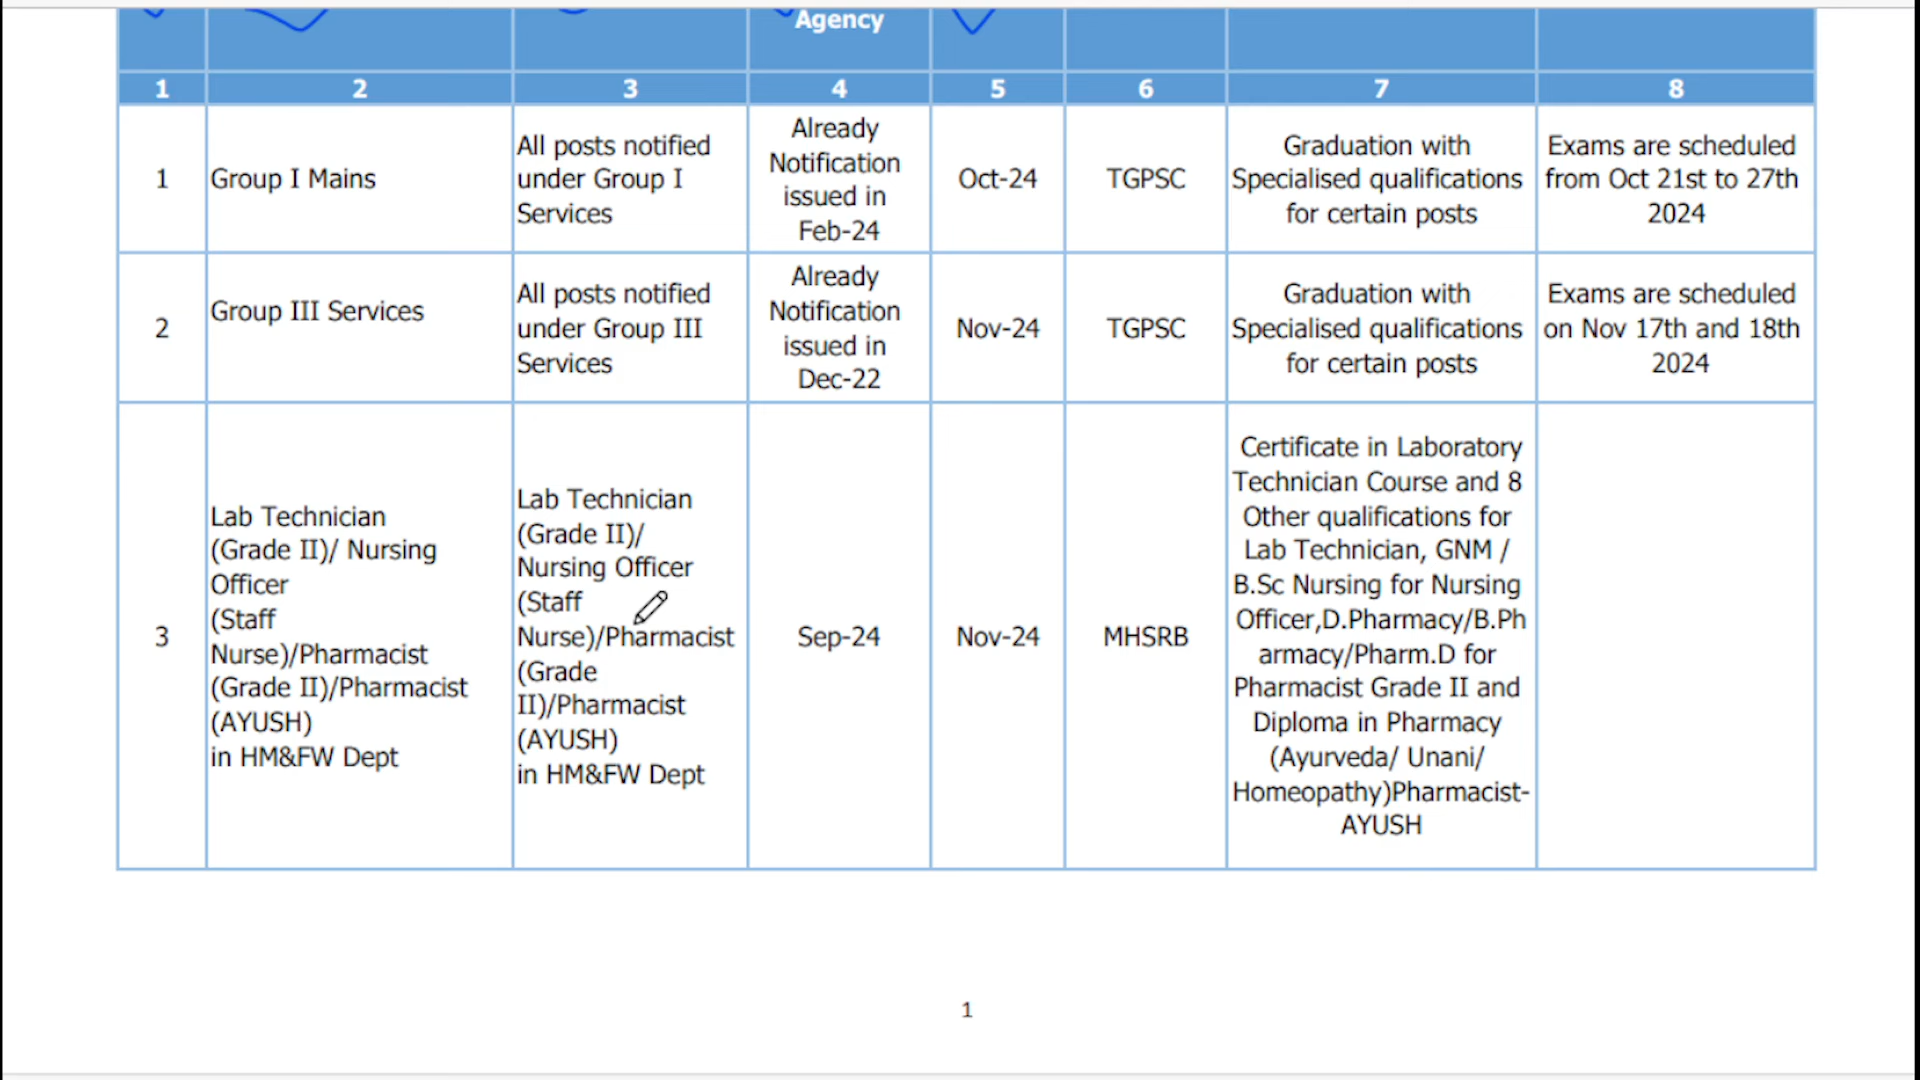 Agency
1 2 3 4 5 6 7 8
1
Group I Mains
All posts notified
under Group I
Services
Already
Notification
issued in
Feb-24
Oct-24
TGPSC
Graduation with
Specialised qualifications
for certain posts
Exams are scheduled
from Oct 21st to 27th
2024
2
Group III Services
All posts notified
under Group III
Services
Already
Notification
issued in
Dec-22
Nov-24
TGPSC
Graduation with
Specialised qualifications
for certain posts
Exams are scheduled
on Nov 17th and 18th
2024
3
Lab Technician
(Grade II)/ Nursing
Officer
(Staff
Nurse)/Pharmacist
(Grade II)/Pharmacist
(AYUSH)
in HM&FW Dept
Lab Technician
(Grade II)/
Nursing Officer
(Staff
Nurse)/Pharmacist
(Grade
II)/Pharmacist
(AYUSH)
in HM&FW Dept
Sep-24
Nov-24
MHSRB
Certificate in Laboratory
Technician Course and 8
Other qualifications for
Lab Technician, GNM /
B.Sc Nursing for Nursing
Officer,D.Pharmacy/B.Ph
armacy/Pharm.D for
Pharmacist Grade II and
Diploma in Pharmacy
(Ayurveda/ Unani/
Homeopathy)Pharmacist-
AYUSH
1